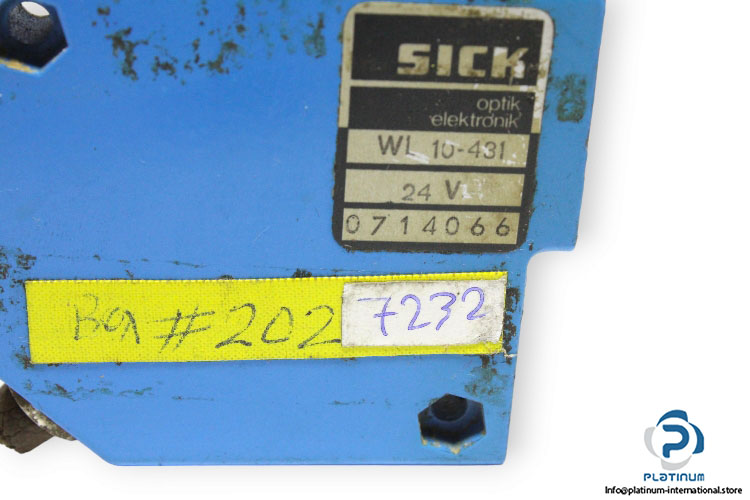 SICK
optik
elektronik
WL 10-431
24 V
0714066
Box #202
7232
PLATINUM
Info@platinum-international.store